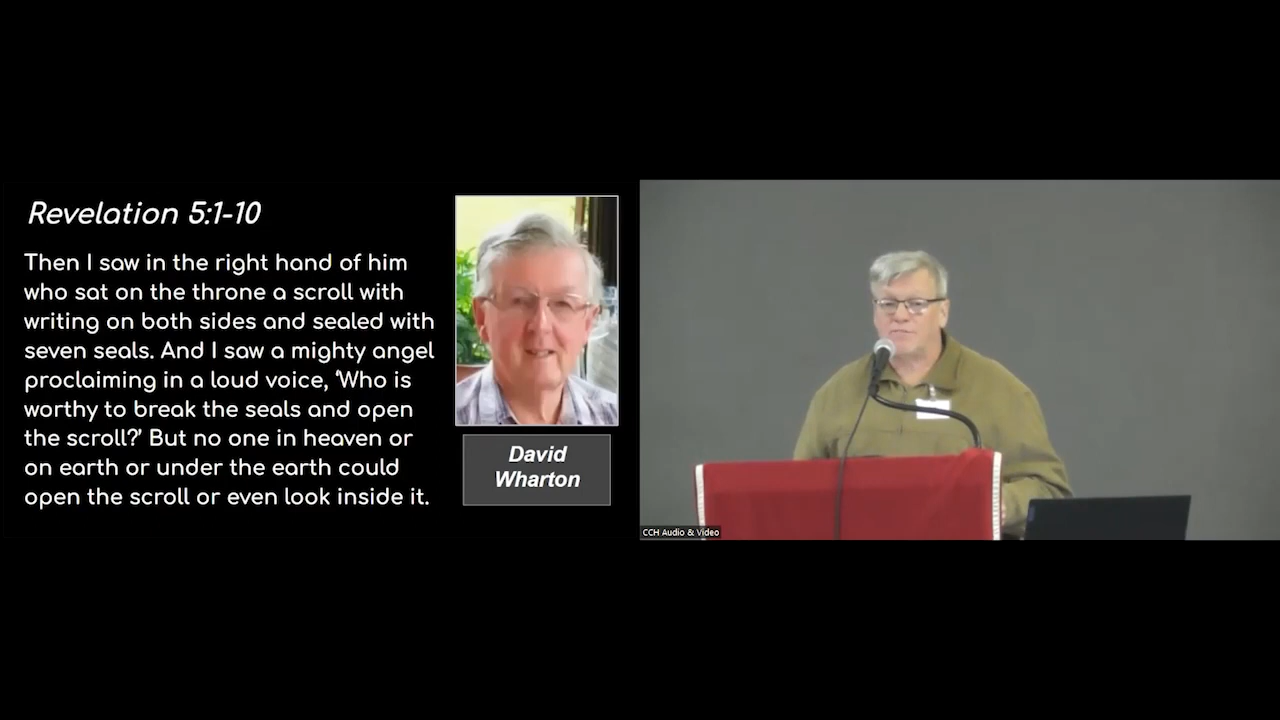 Revelation 5:1-10
Then I saw in the right hand of him
who sat on the throne a scroll with
writing on both sides and sealed with
seven seals. And I saw a mighty angel
proclaiming in a loud voice, ‘Who is
worthy to break the seals and open
the scroll?’ But no one in heaven or
on earth or under the earth could
open the scroll or even look inside it.
David
Wharton
CCH Audio & Video